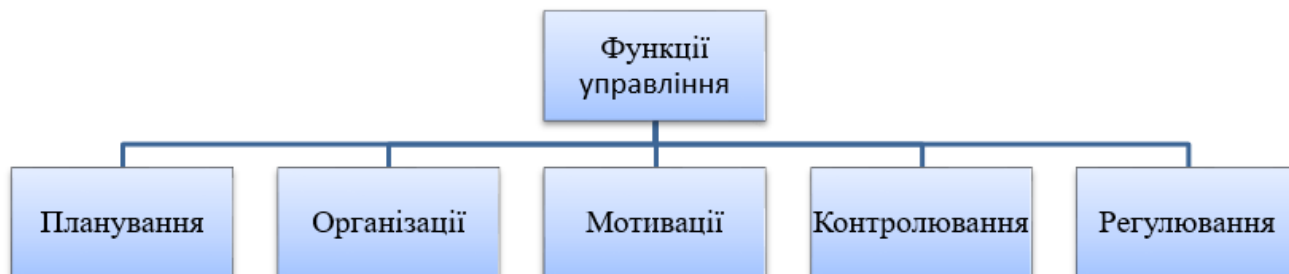 Функції
управління
Планування
Організації
Мотивації
Контролювання
Регулювання